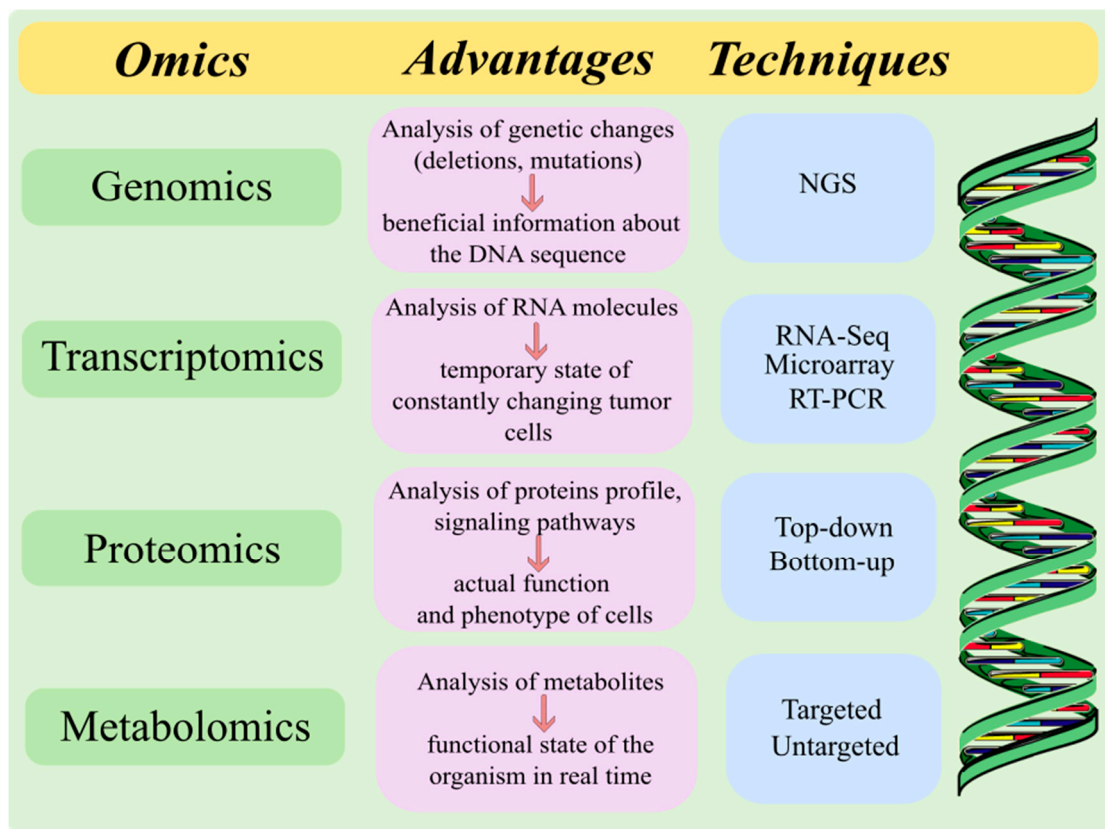 Omics Advantages Techniques
Genomics
Analysis of genetic changes
(deletions, mutations)
beneficial information about
the DNA sequence
NGS
Transcriptomics
Analysis of RNA molecules
temporary state of
constantly changing tumor
cells
RNA-Seq
Microarray
RT-PCR
Proteomics
Analysis of proteins profile,
signaling pathways
actual function
and phenotype of cells
Top-down
Bottom-up
Metabolomics
Analysis of metabolites
functional state of the
organism in real time
Targeted
Untargeted